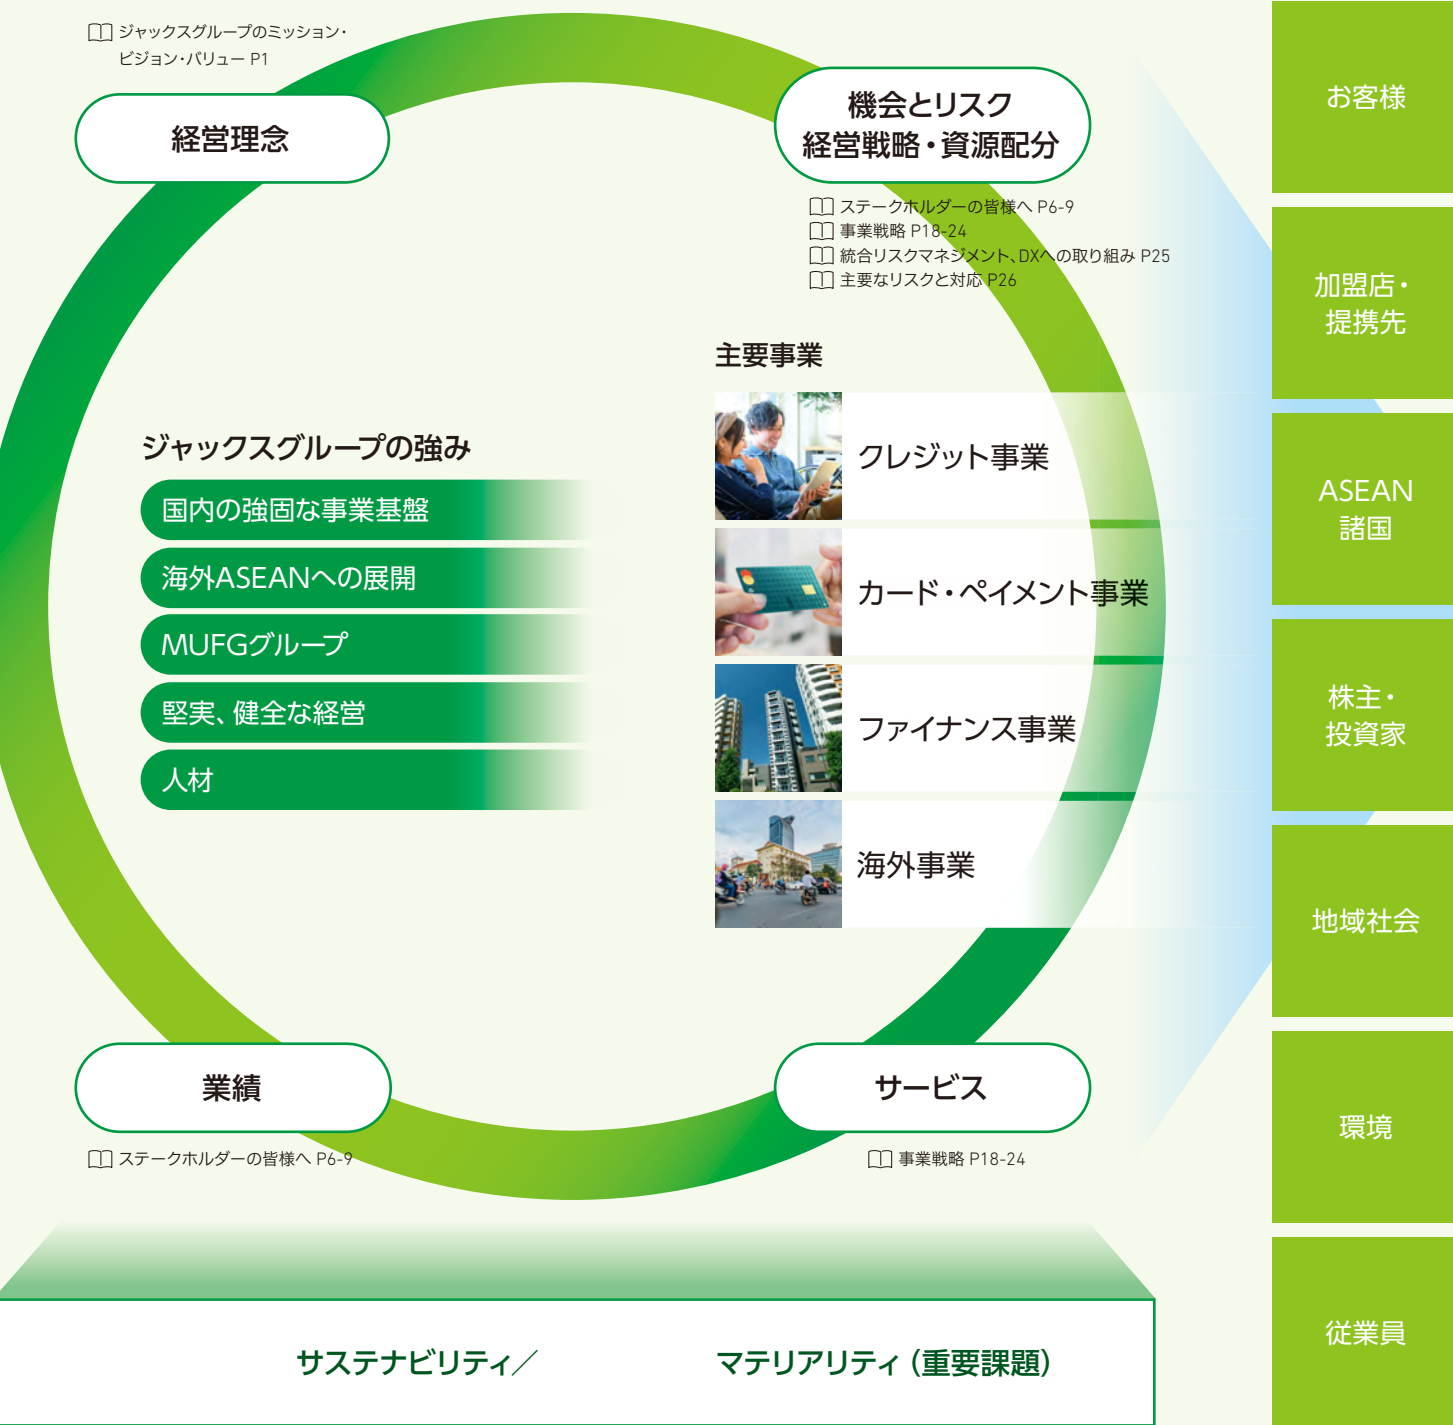 ジャックスグループのミッション・
ビジョン・バリュー P1
経営理念
機会とリスク
経営戦略・資源配分
ステークホルダーの皆様へ P6-9
事業戦略 P18-24
統合リスクマネジメント、DXへの取り組み P25
主要なリスクと対応 P26
ジャックスグループの強み
国内の強固な事業基盤
海外ASEANへの展開
MUFGグループ
堅実、健全な経営
人材
主要事業
クレジット事業
カード・ペイメント事業
ファイナンス事業
海外事業
業績
ステークホルダーの皆様へ P6-9
サービス
事業戦略 P18-24
サステナビリティ／
マテリアリティ（重要課題）
お客様
加盟店・
提携先
ASEAN
諸国
株主・
投資家
地域社会
環境
従業員